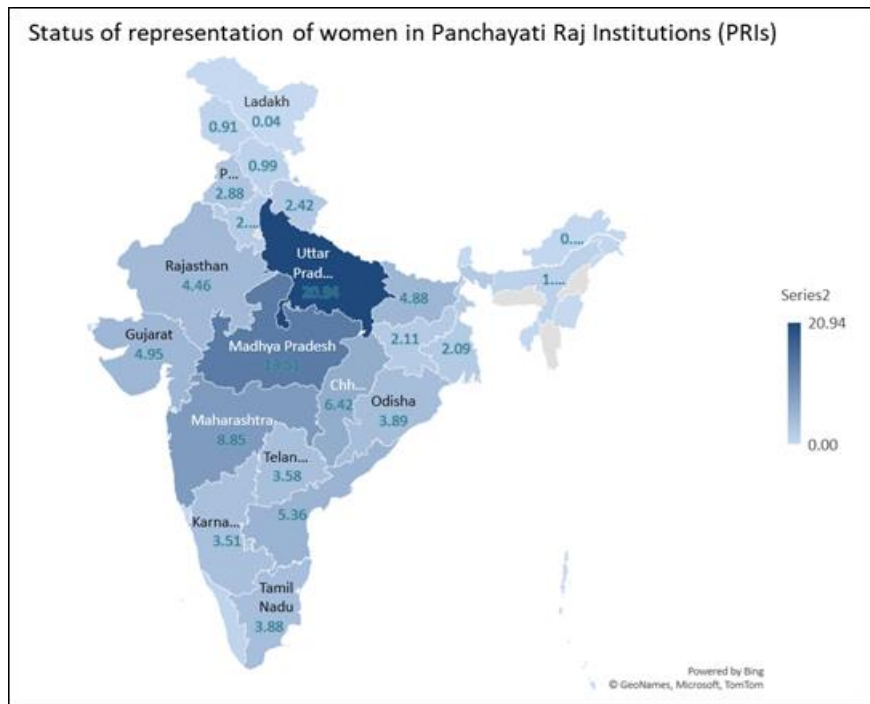 Status of representation of women in Panchayati Raj Institutions (PRIs)
Ladakh
0.04
0.91
0.99
P...
2.88
2.42
2....
Uttar
Prad...
20.94
Rajasthan
4.46
4.88
0....
1....
Gujarat
4.95
Madhya Pradesh
2.11
2.09
Chh...
6.42
Odisha
3.89
Maharashtra
8.85
Telan...
3.58
5.36
Karna...
3.51
Tamil
Nadu
3.88
Series2
20.94
0.00
Powered by Bing
© GeoNames, Microsoft, TomTom